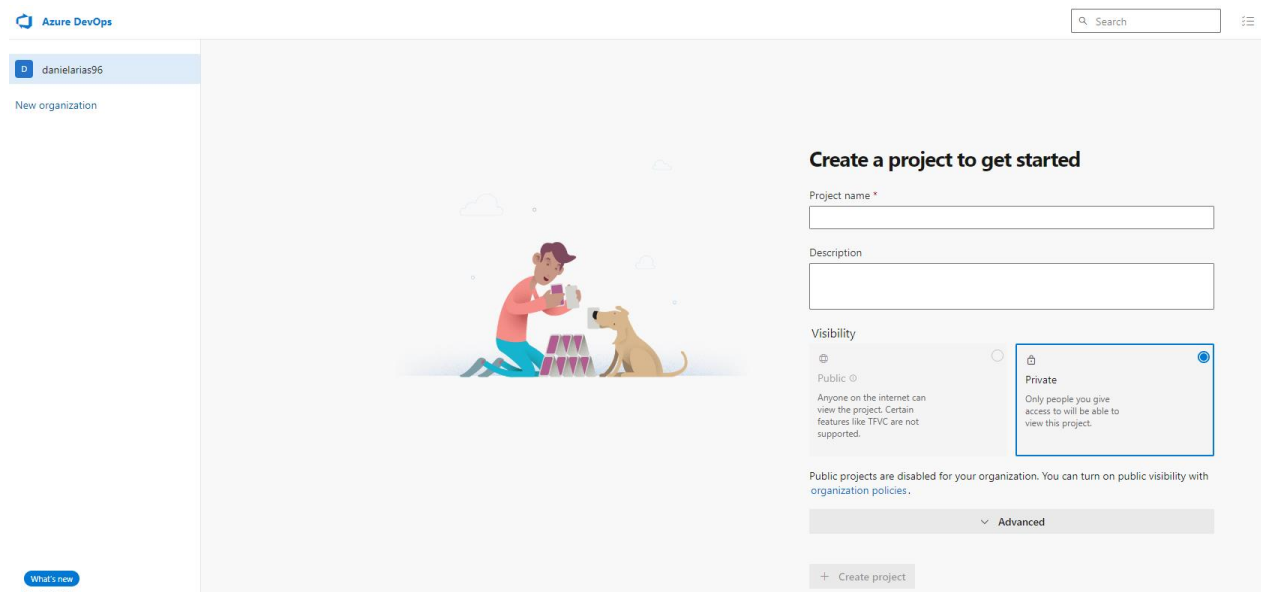 Azure DevOps
Search
D danielarias96
New organization
Create a project to get started
Project name *
Description
Visibility
Public
Anyone on the internet can
view the project. Certain
features like TFVC are not
supported.
Private
Only people you give
access to will be able to
view this project.
Public projects are disabled for your organization. You can turn on public visibility with
organization policies.
Advanced
+ Create project
What's new